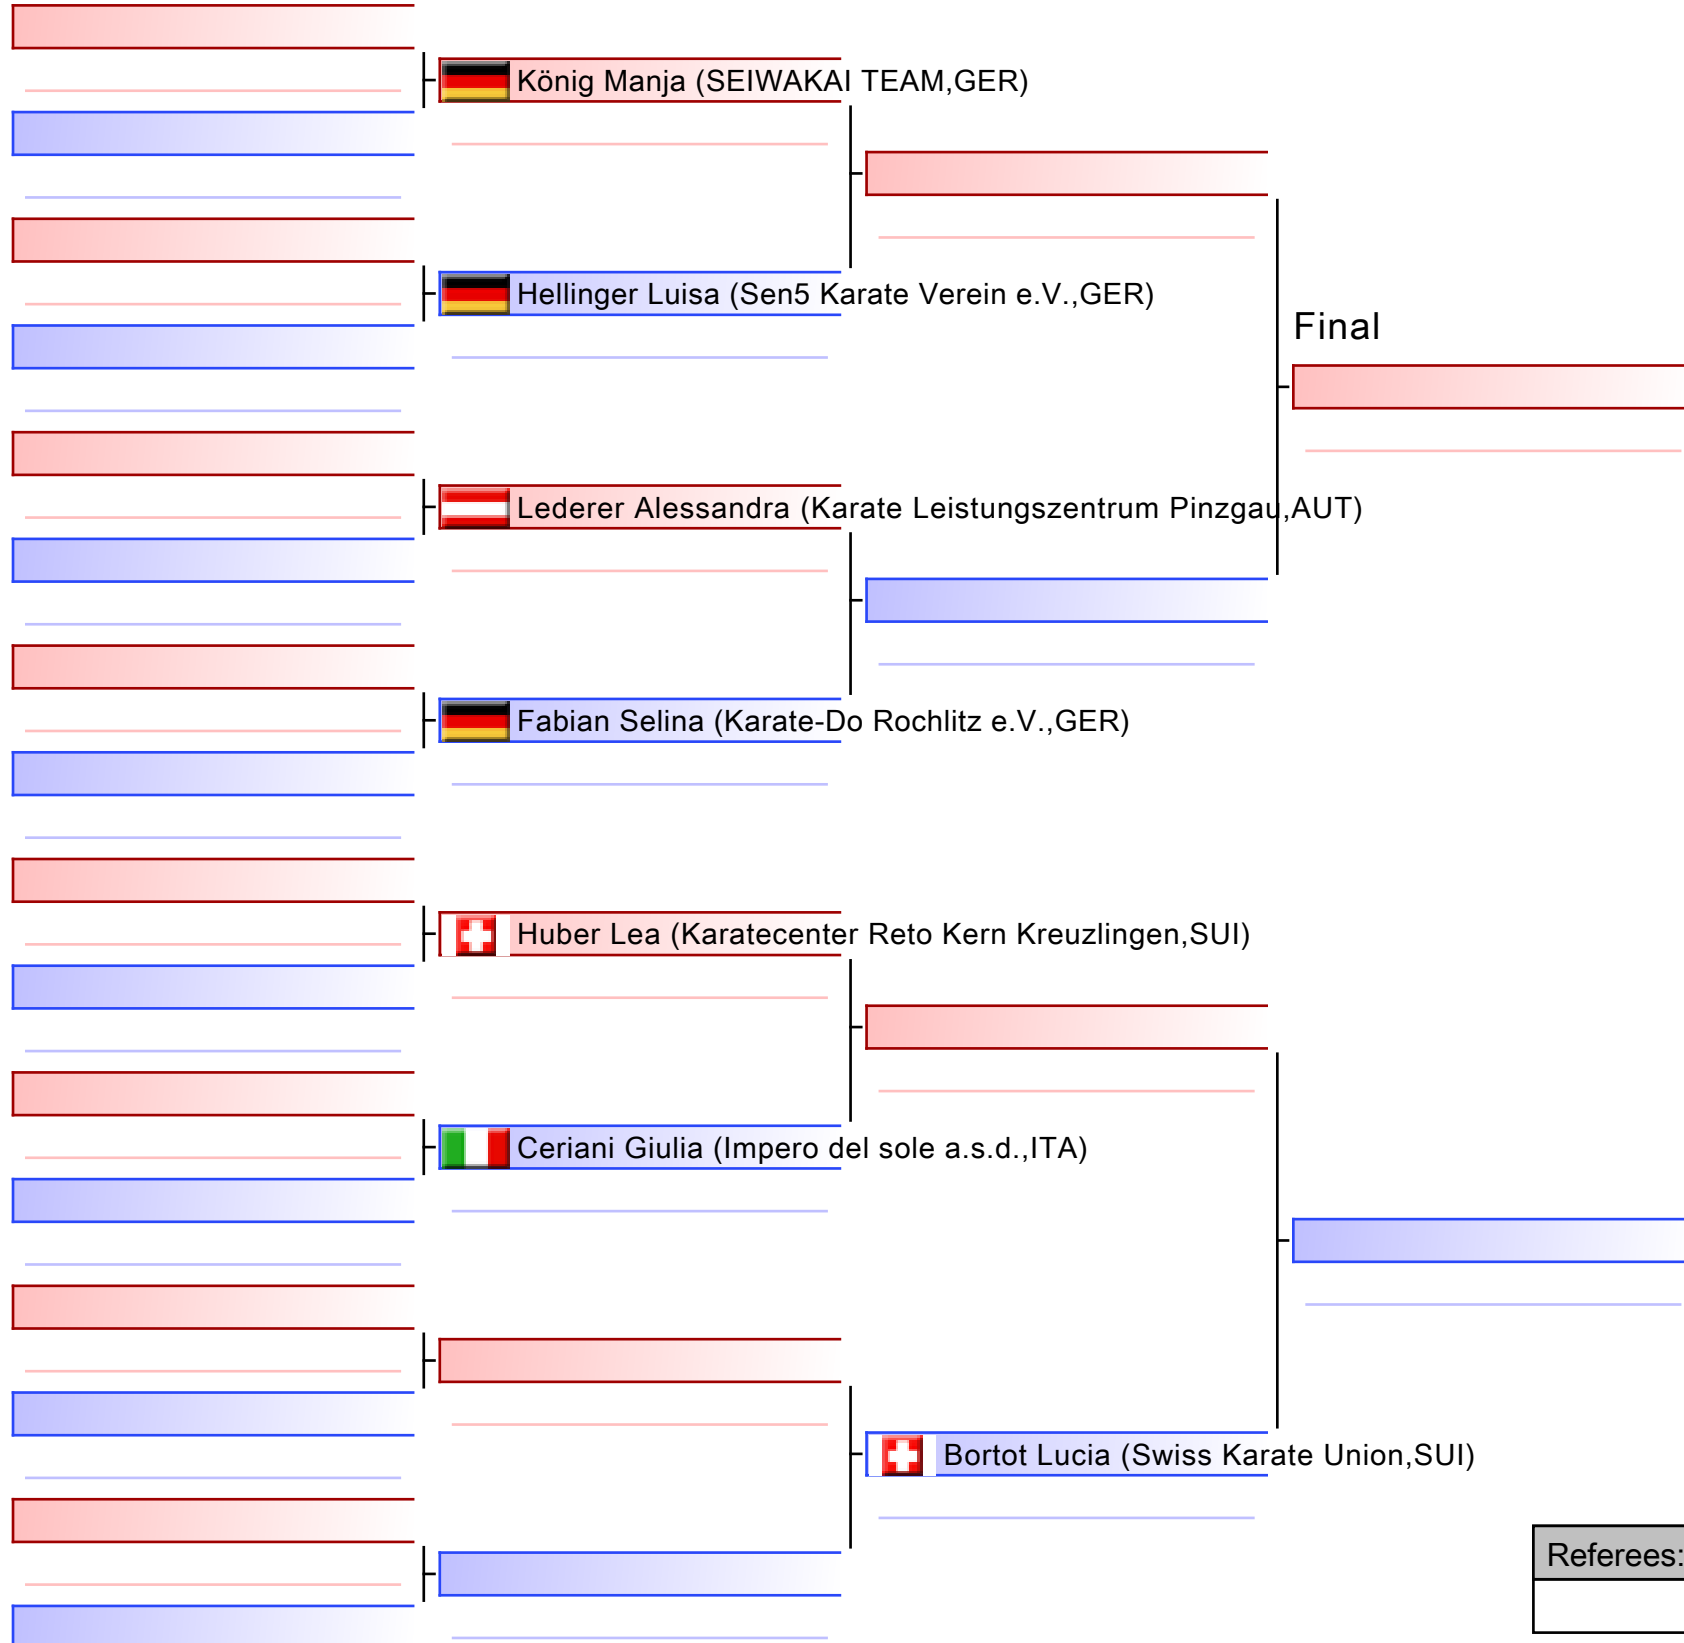 König Manja (SEIWAKAI TEAM,GER)
Hellinger Luisa (Sen5 Karate Verein e.V.,GER)
Final
Lederer Alessandra (Karate Leistungszentrum Pinzgau,AUT)
Fabian Selina (Karate-Do Rochlitz e.V.,GER)
Huber Lea (Karatecenter Reto Kern Kreuzlingen,SUI)
Ceriani Giulia (Impero del sole a.s.d.,ITA)
Bortot Lucia (Swiss Karate Union,SUI)
Referees: